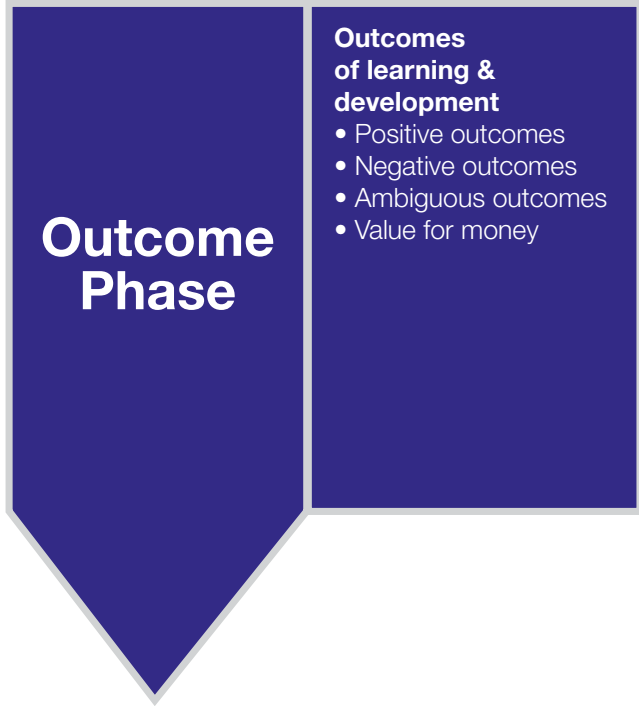 Outcome
Phase
Outcomes
of learning &
development
• Positive outcomes
• Negative outcomes
• Ambiguous outcomes
• Value for money